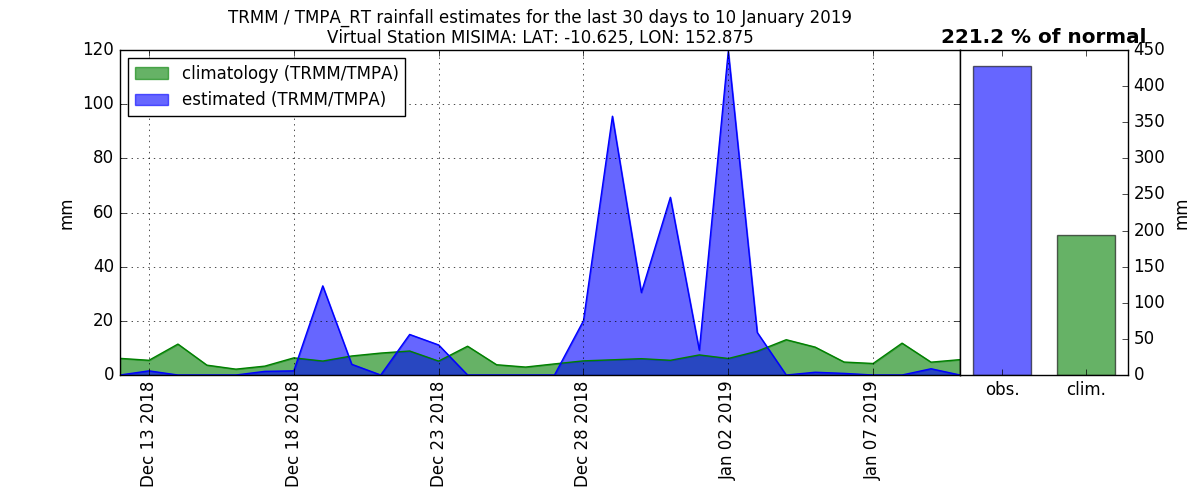 TRMM / TMPA_RT rainfall estimates for the last 30 days to 10 January 2019
Virtual Station MISIMA: LAT: -10.625, LON: 152.875
221.2 % of normal
climatology (TRMM/TMPA)
estimated (TRMM/TMPA)
120
100
80
60
40
20
0
mm
Dec 13 2018
Dec 18 2018
Dec 23 2018
Dec 28 2018
Jan 02 2019
Jan 07 2019
450
400
350
300
250
200
150
100
50
0
mm
obs.
clim.